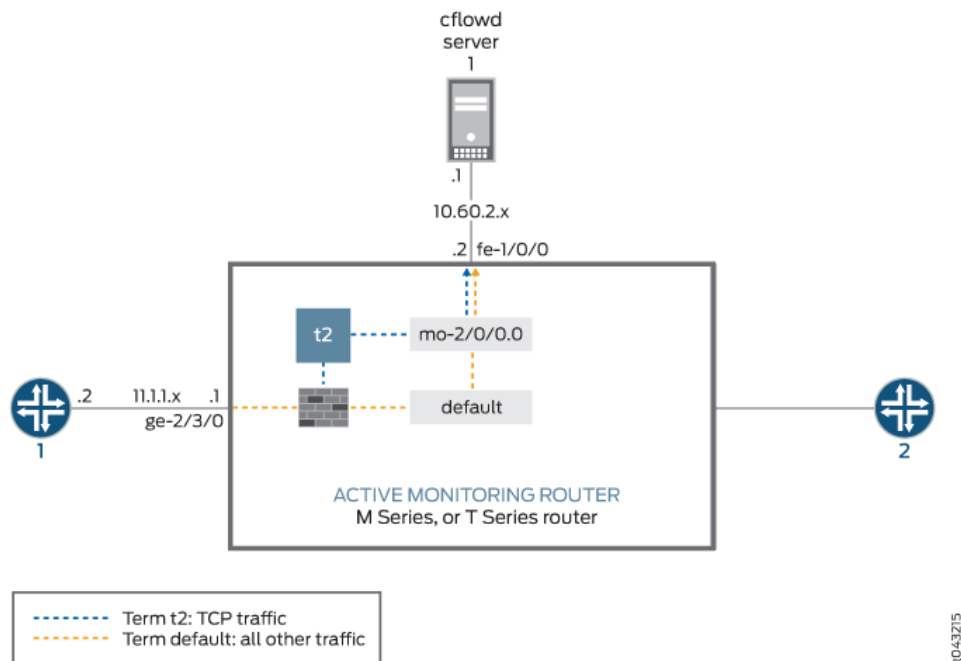 cflowd
server
1
.1
10.60.2.x
.2 fe-1/0/0
t2
mo-2/0/0.0
.2 11.1.1.x .1
ge-2/3/0
default
1
2
ACTIVE MONITORING ROUTER
M Series, or T Series router
Term t2: TCP traffic
Term default: all other traffic
g043215